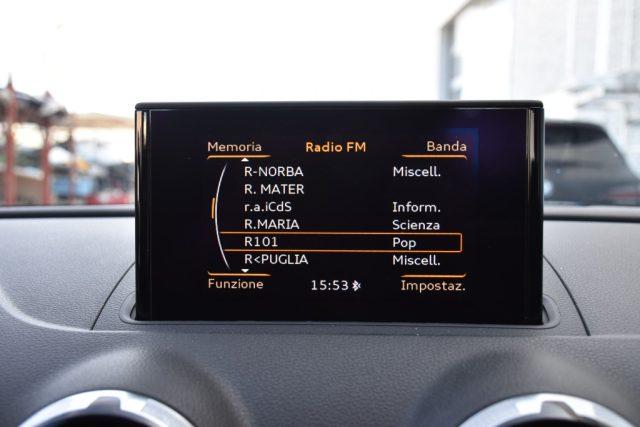 Memoria Radio FM Banda
R-NORBA Miscell.
R. MATER
r.a.iCdS Inform.
R.MARIA Scienza
R101 Pop
R<PUGLIA Miscell.
Funzione 15:53 Impostaz.